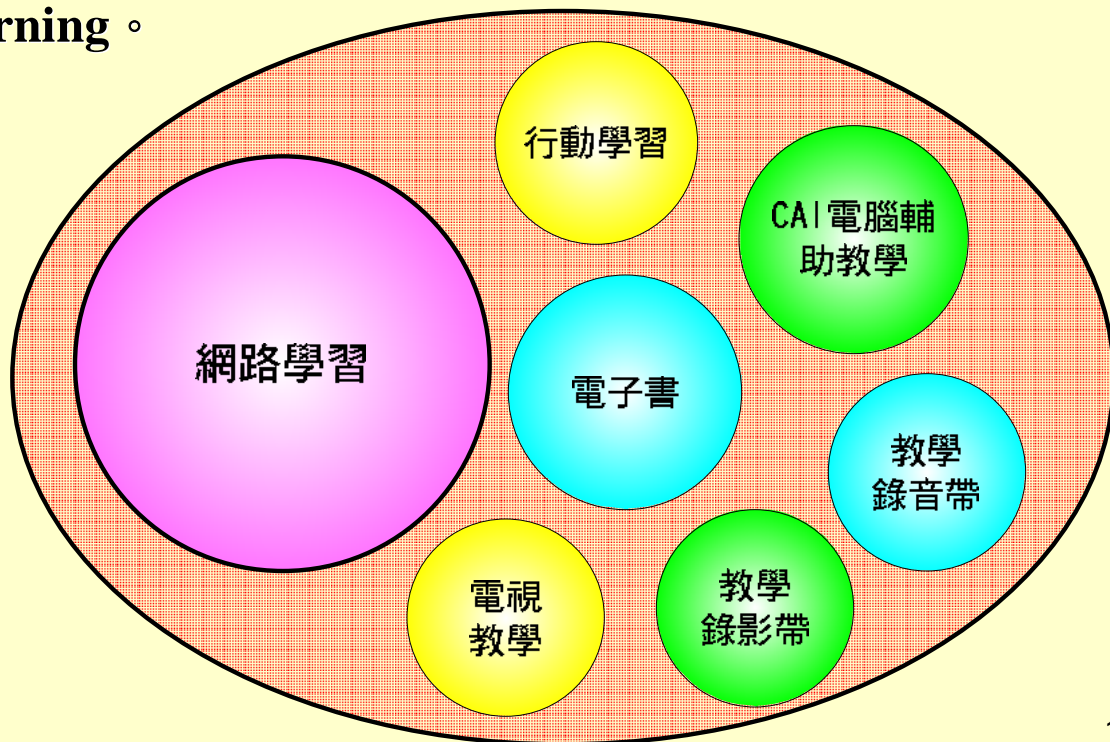 rning。
行動學習
CAI電腦輔
助教學
網路學習
電子書
教學
錄音帶
電視
教學
教學
錄影帶